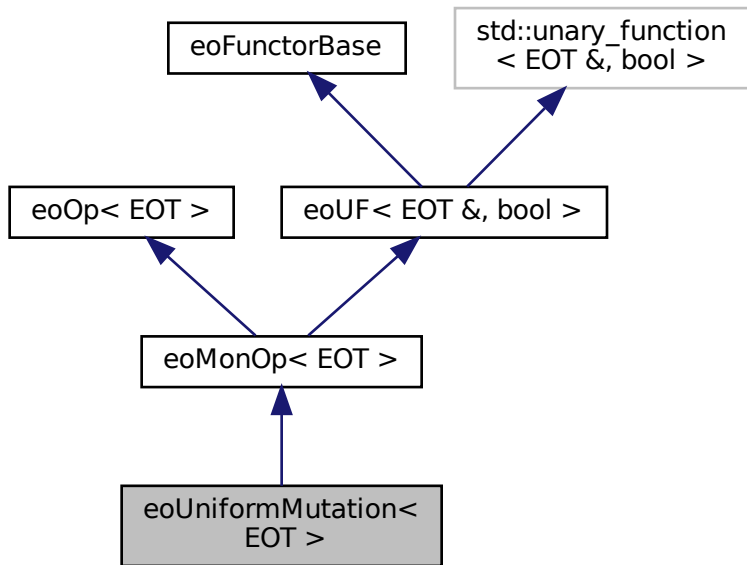 eoFunctorBase
std::unary_function
< EOT &, bool >
eoOp< EOT >
eoUF< EOT &, bool >
eoMonOp< EOT >
eoUniformMutation<
EOT >